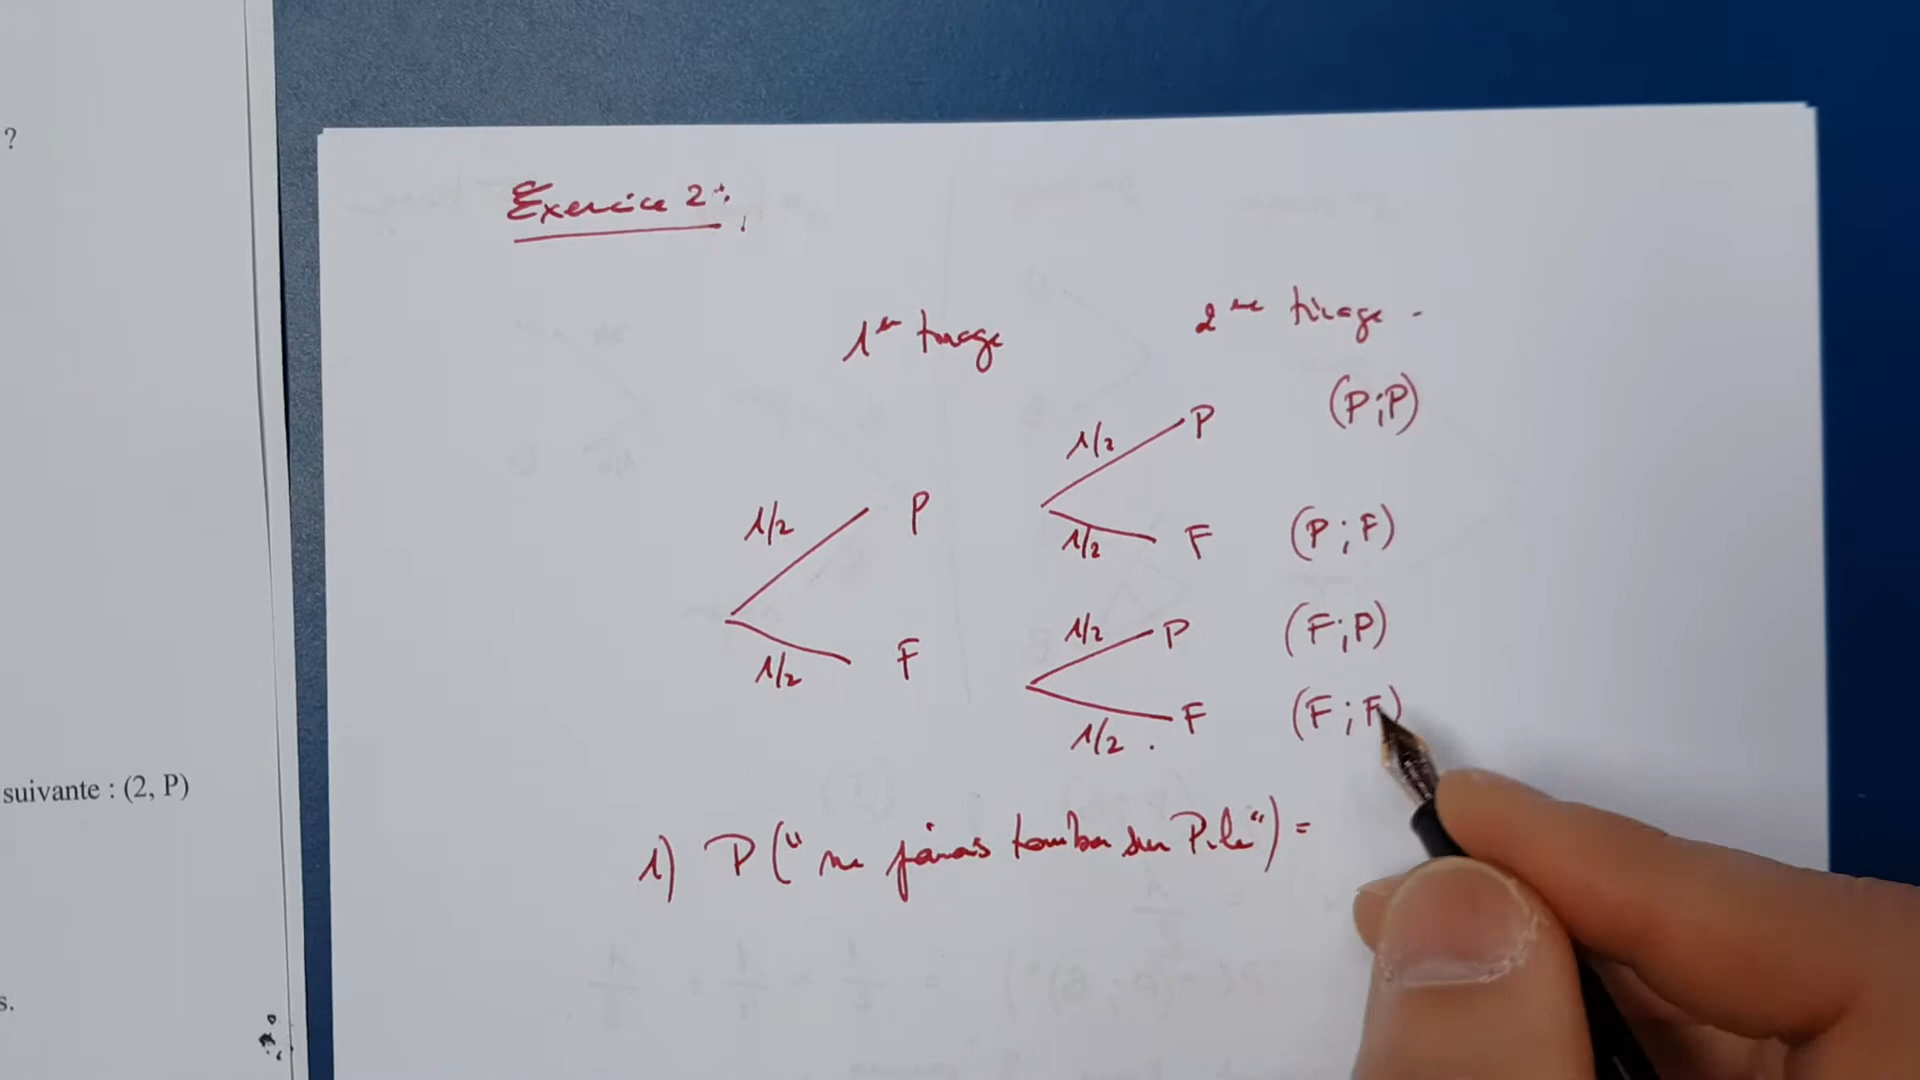 ?
suivante : (2, P)
s.
Exercice 2 :
1er tirage
2me tirage
1/2 P (P;P)
1/2 P
1/2 F (P;F)
1/2 P (F;P)
1/2 F
1/2 F (F;F)
1) P(" ne jamais tomber sur Pile") =